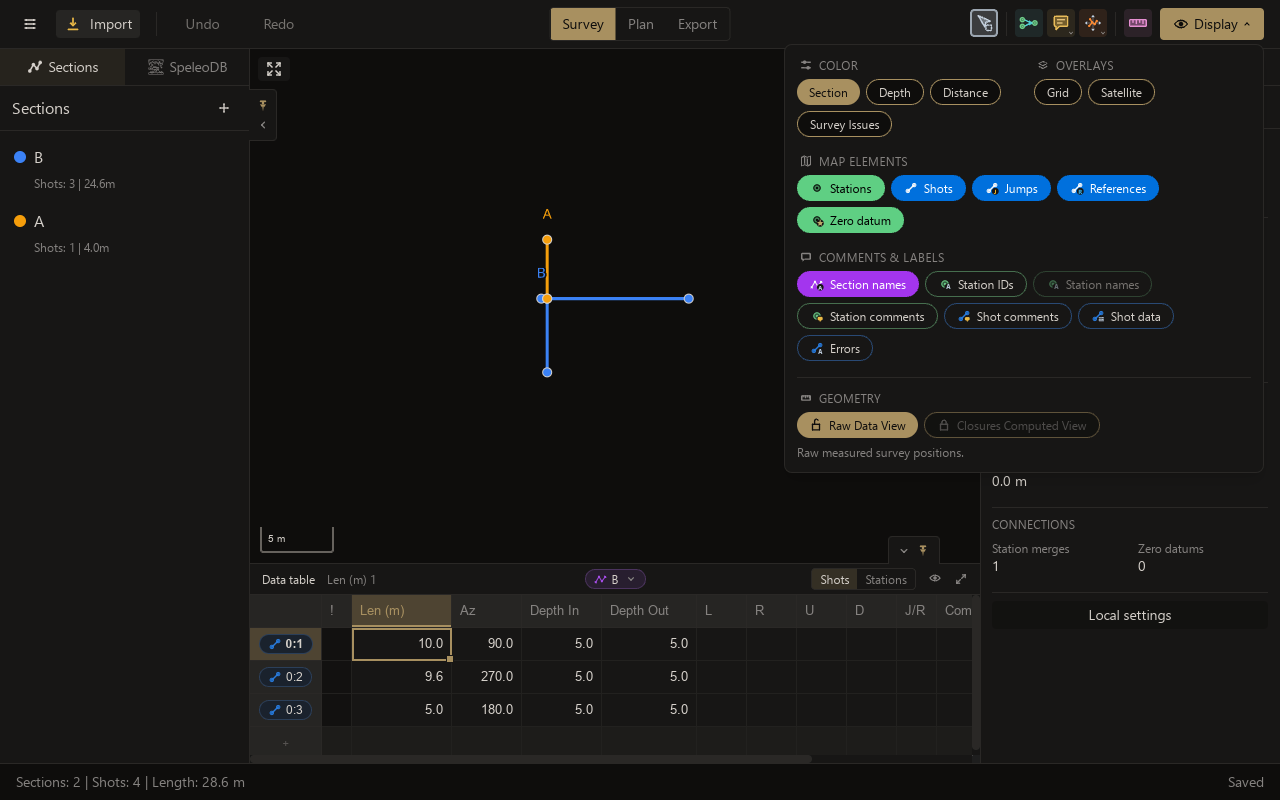 Import
Undo
Redo
Survey
Plan
Export
Display
Sections
SpeleoDB
Sections
+
B
Shots: 3 | 24.6m
A
Shots: 1 | 4.0m
A
B
5 m
COLOR
Section
Depth
Distance
Survey Issues
OVERLAYS
Grid
Satellite
MAP ELEMENTS
Stations
Shots
Jumps
References
Zero datum
COMMENTS & LABELS
Section names
Station IDs
Station names
Station comments
Shot comments
Shot data
Errors
GEOMETRY
Raw Data View
Closures Computed View
Raw measured survey positions.
0.0 m
CONNECTIONS
Station merges
Zero datums
1
0
Local settings
Data table
Len (m) 1
B
Shots
Stations
! Len (m) Az Depth In Depth Out L R U D J/R Com
0:1 10.0 90.0 5.0 5.0
0:2 9.6 270.0 5.0 5.0
0:3 5.0 180.0 5.0 5.0
+
Sections: 2 | Shots: 4 | Length: 28.6 m
Saved